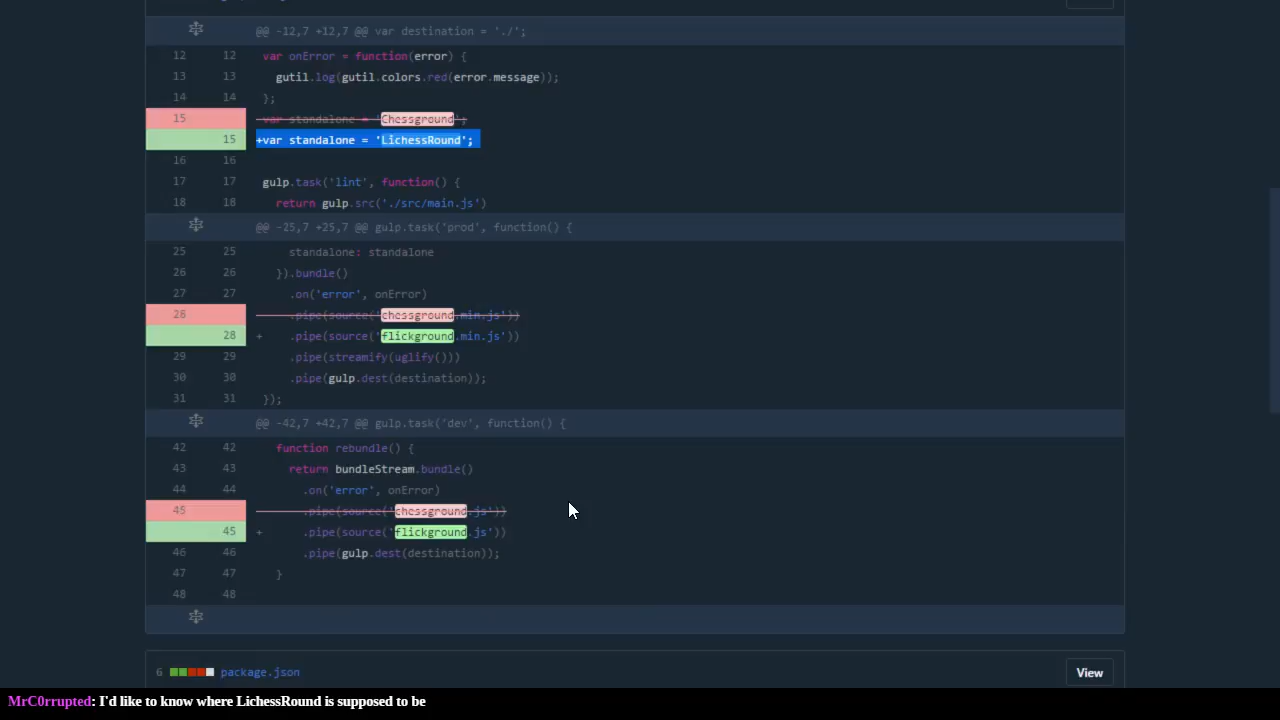 @@ -12,7 +12,7 @@ var destination = './';
12 12 var onError = function(error) {
13 13 gutil.log(gutil.colors.red(error.message));
14 14 };
15 -var standalone = 'Chessground';
15 +var standalone = 'LichessRound';
16 16
17 17 gulp.task('lint', function() {
18 18 return gulp.src('./src/main.js')
@@ -25,7 +25,7 @@ gulp.task('prod', function() {
25 25 standalone: standalone
26 26 }).bundle()
27 27 .on('error', onError)
28 - .pipe(source('chessground.min.js'))
28 + .pipe(source('flickground.min.js'))
29 29 .pipe(streamify(uglify()))
30 30 .pipe(gulp.dest(destination));
31 31 });
@@ -42,7 +42,7 @@ gulp.task('dev', function() {
42 42 function rebundle() {
43 43 return bundleStream.bundle()
44 44 .on('error', onError)
45 - .pipe(source('chessground.js'))
45 + .pipe(source('flickground.js'))
46 46 .pipe(gulp.dest(destination));
47 47 }
48 48
6 package.json View
MrC0rrupted: I'd like to know where LichessRound is supposed to be